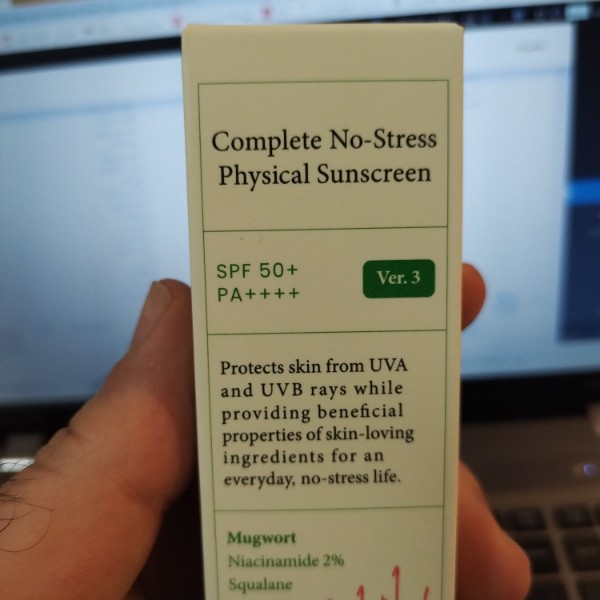 Complete No-Stress
Physical Sunscreen
SPF 50+
PA++++
Ver. 3
Protects skin from UVA
and UVB rays while
providing beneficial
properties of skin-loving
ingredients for an
everyday, no-stress life.
Mugwort
Niacinamide 2%
Squalane